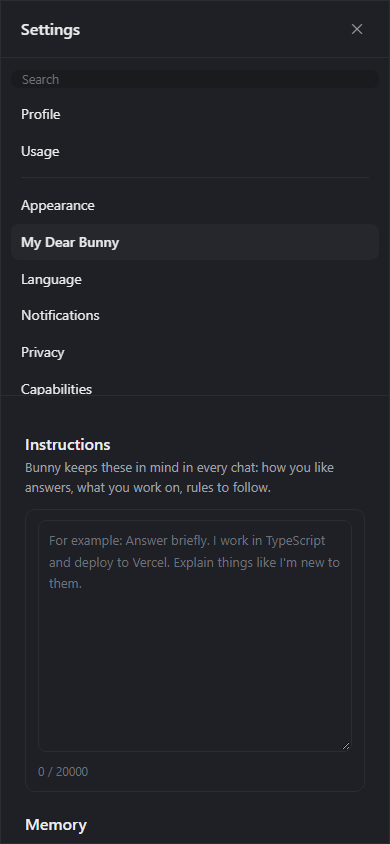 Settings
Search
Profile
Usage
Appearance
My Dear Bunny
Language
Notifications
Privacy
Capabilities
Instructions
Bunny keeps these in mind in every chat: how you like
answers, what you work on, rules to follow.
For example: Answer briefly. I work in TypeScript
and deploy to Vercel. Explain things like I'm new to
them.
0 / 20000
Memory